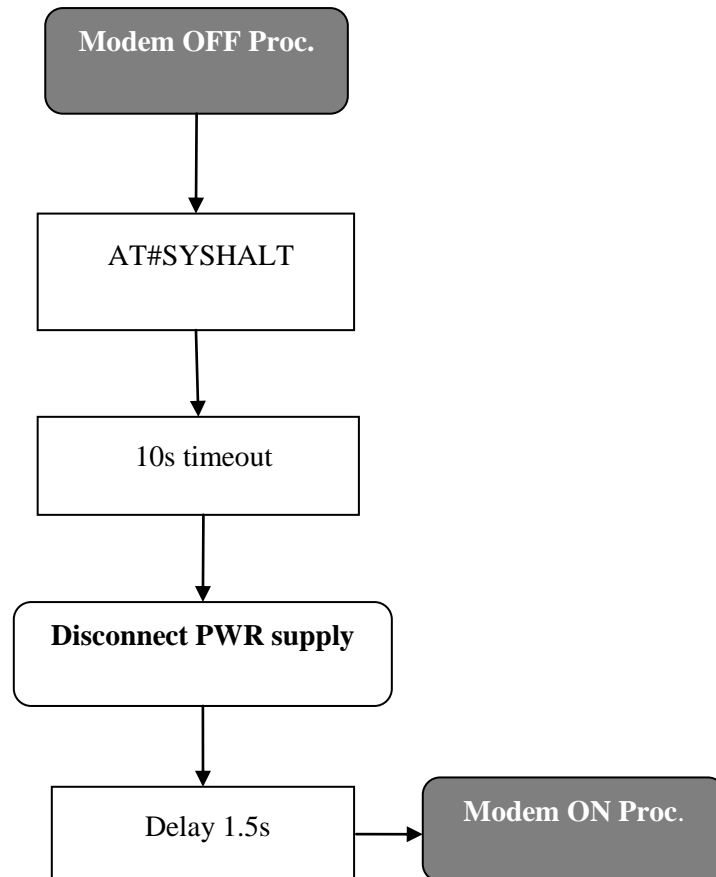 Modem OFF Proc.
AT#SYSHALT
10s timeout
Disconnect PWR supply
Delay 1.5s
Modem ON Proc.